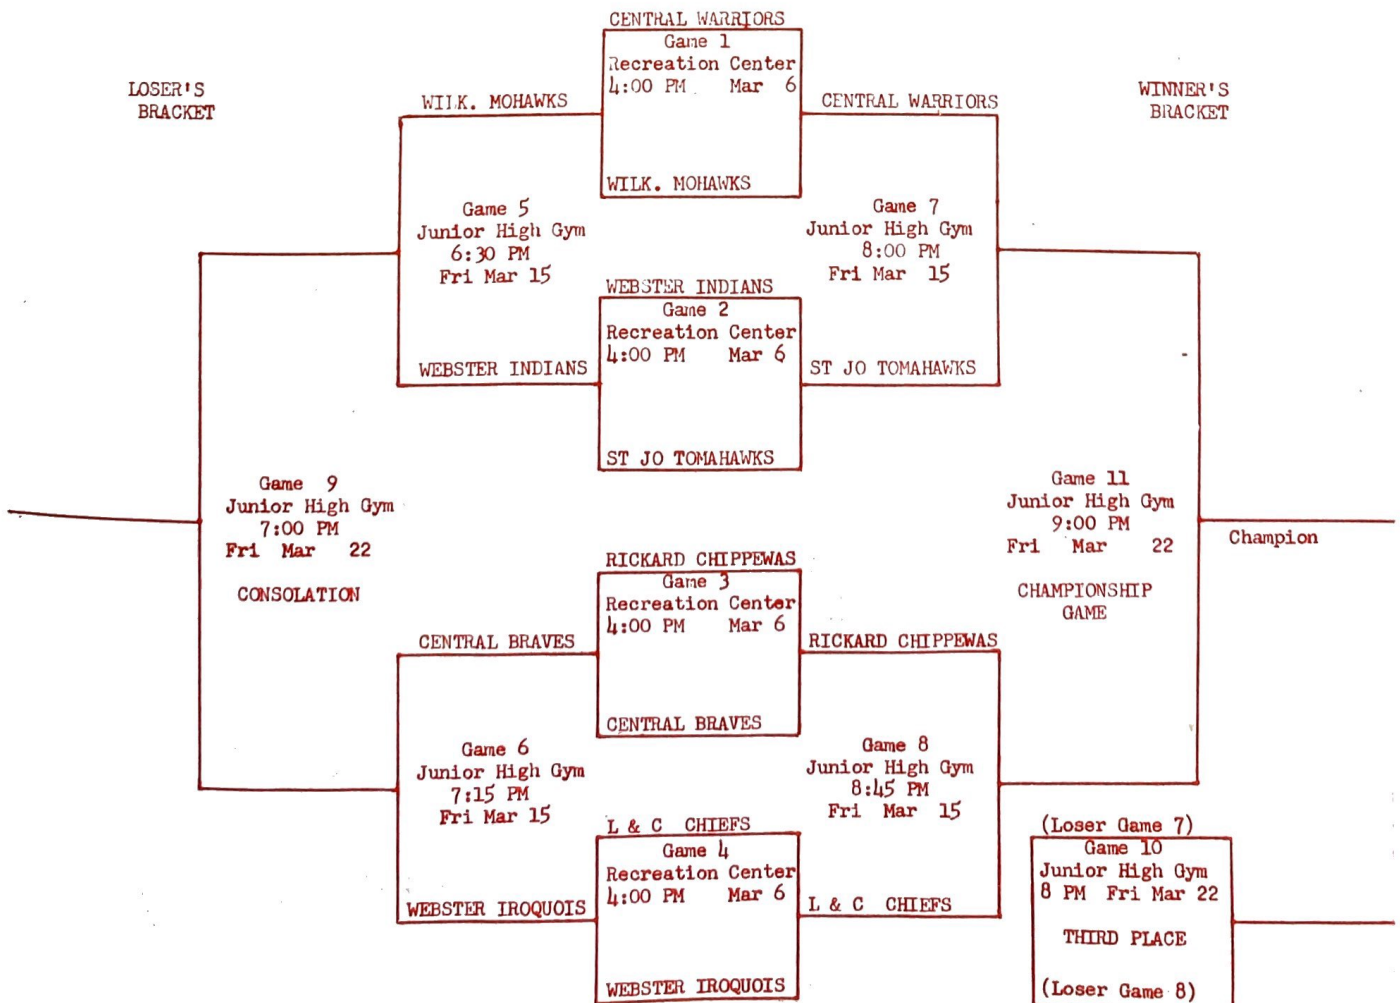 CENTRAL WARRIORS
Game 1
Recreation Center
4:00 PM Mar 6
WILK. MOHAWKS
LOSER'S
BRACKET
WINNER'S
BRACKET
WILK. MOHAWKS
CENTRAL WARRIORS
Game 5
Junior High Gym
6:30 PM
Fri Mar 15
Game 7
Junior High Gym
8:00 PM
Fri Mar 15
WEBSTER INDIANS
Game 2
Recreation Center
4:00 PM Mar 6
ST JO TOMAHAWKS
WEBSTER INDIANS
ST JO TOMAHAWKS
Game 9
Junior High Gym
7:00 PM
Fri Mar 22
CONSOLATION
Game 11
Junior High Gym
9:00 PM
Fri Mar 22
CHAMPIONSHIP
GAME
Champion
RICKARD CHIPPEWAS
Game 3
Recreation Center
4:00 PM Mar 6
CENTRAL BRAVES
CENTRAL BRAVES
RICKARD CHIPPEWAS
Game 6
Junior High Gym
7:15 PM
Fri Mar 15
Game 8
Junior High Gym
8:45 PM
Fri Mar 15
L & C CHIEFS
Game 4
Recreation Center
4:00 PM Mar 6
WEBSTER IROQUOIS
WEBSTER IROQUOIS
L & C CHIEFS
(Loser Game 7)
Game 10
Junior High Gym
8 PM Fri Mar 22
THIRD PLACE
(Loser Game 8)